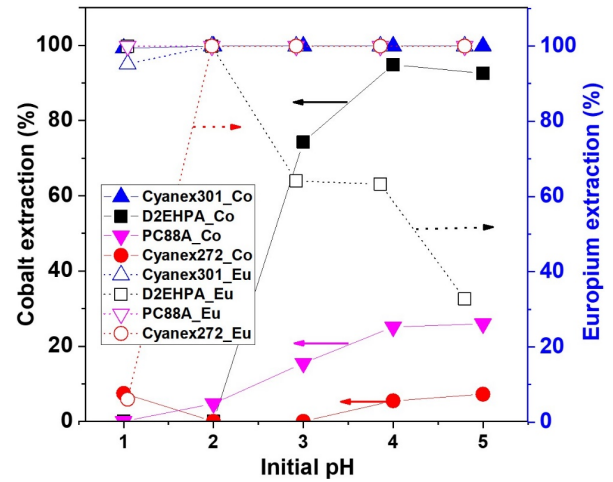 Cobalt extraction (%)
100
80
60
40
20
0
Cyanex301_Co
D2EHPA_Co
PC88A_Co
Cyanex272_Co
Cyanex301_Eu
D2EHPA_Eu
PC88A_Eu
Cyanex272_Eu
100
80
60
40
20
0
Europium extraction (%)
1 2 3 4 5
Initial pH